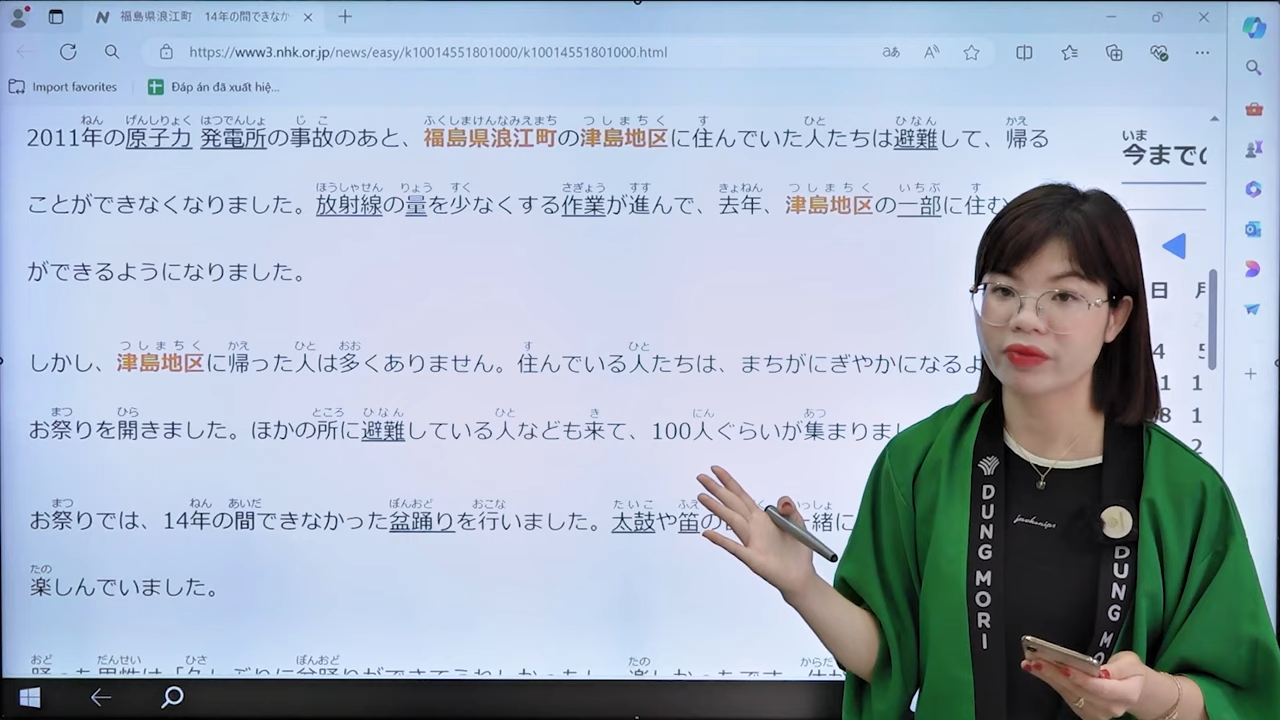 福島県浪江町 14年の間できなか
https://www3.nhk.or.jp/news/easy/k10014551801000/k10014551801000.html
Import favorites
Đáp án đã xuất hiệ...
2011年の原子力 発電所の事故のあと、福島県浪江町の津島地区に住んでいた人たちは避難して、帰る
ことができなくなりました。放射線の量を少なくする作業が進んで、去年、津島地区の一部に住む
ができるようになりました。
しかし、津島地区に帰った人は多くありません。住んでいる人たちは、まちがにぎやかになるよ
お祭りを開きました。ほかの所に避難している人なども来て、100人ぐらいが集まりまし
お祭りでは、14年の間できなかった盆踊りを行いました。太鼓や笛の
緒に
楽しんでいました。
今まで
日 月
DUNG MORI
DUNG MORI